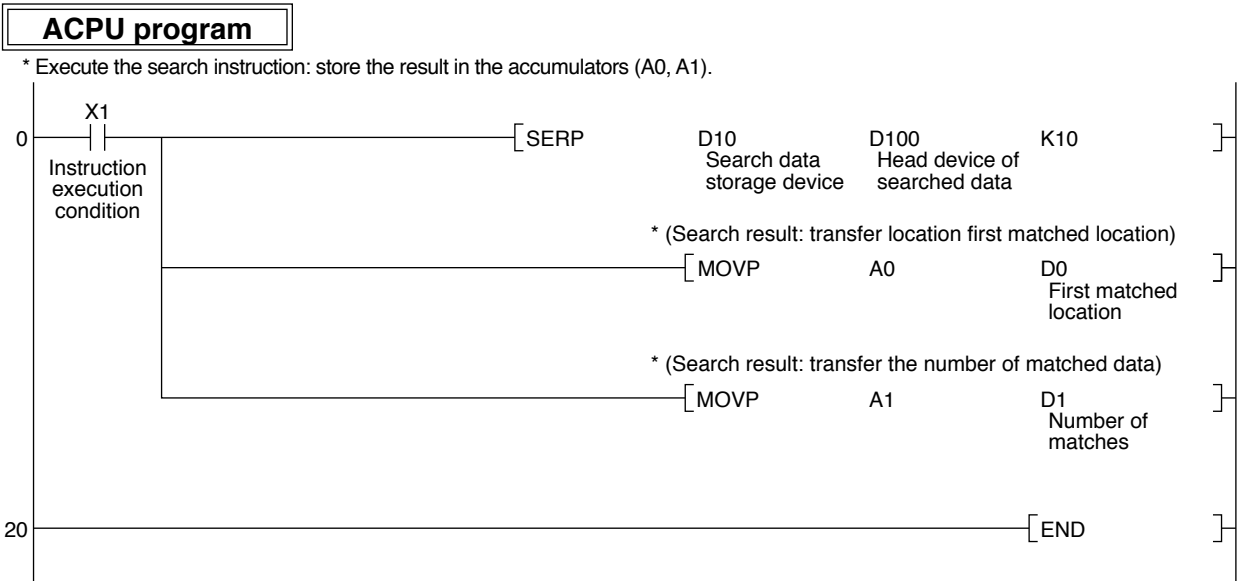 ACPU program
* Execute the search instruction: store the result in the accumulators (A0, A1).
X1
0
SERP D10 D100 K10
Instruction
execution
condition
Search data
storage device
Head device of
searched data
* (Search result: transfer location first matched location)
MOVP A0 D0
First matched
location
* (Search result: transfer the number of matched data)
MOVP A1 D1
Number of
matches
20
END